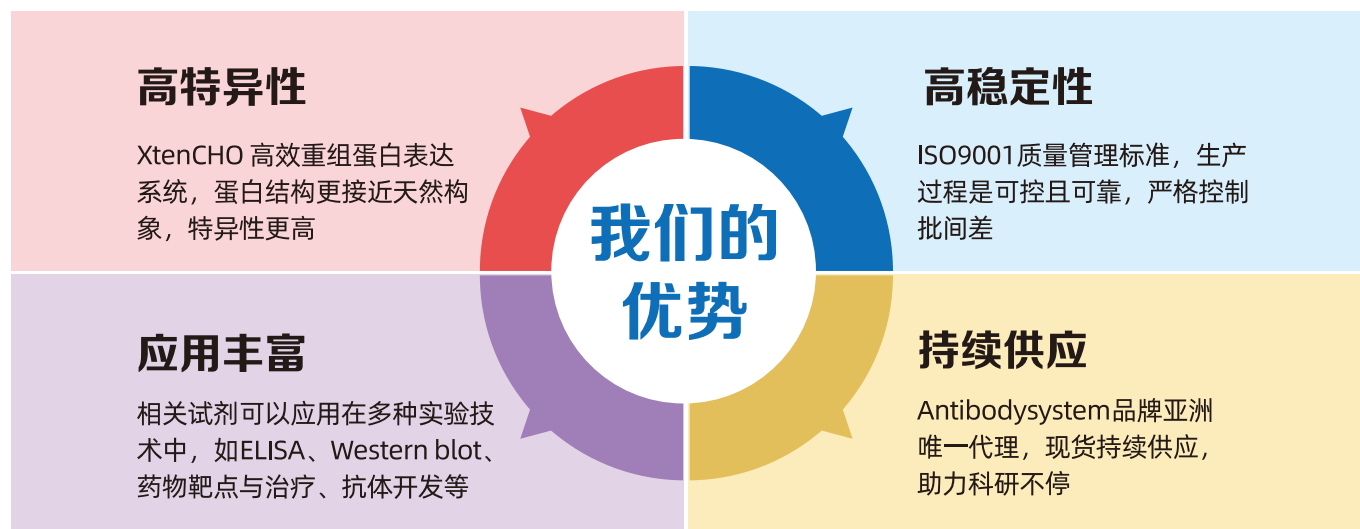 高特异性
XtenCHO 高效重组蛋白表达
系统，蛋白结构更接近天然构
象，特异性更高
高稳定性
ISO9001质量管理标准，生产
过程是可控且可靠，严格控制
批间差
我们的
优势
应用丰富
相关试剂可以应用在多种实验技
术中，如ELISA、Western blot、
药物靶点与治疗、抗体开发等
持续供应
Antibodysystem品牌亚洲
唯一代理，现货持续供应，
助力科研不停